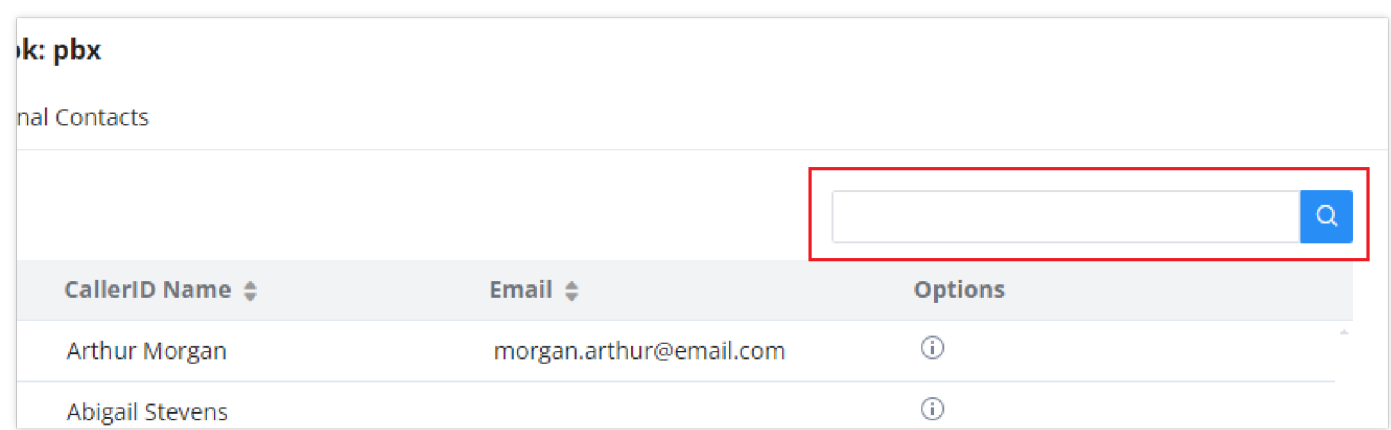 ok: pbx
nal Contacts
CallerID Name Email Options
Arthur Morgan morgan.arthur@email.com
Abigail Stevens